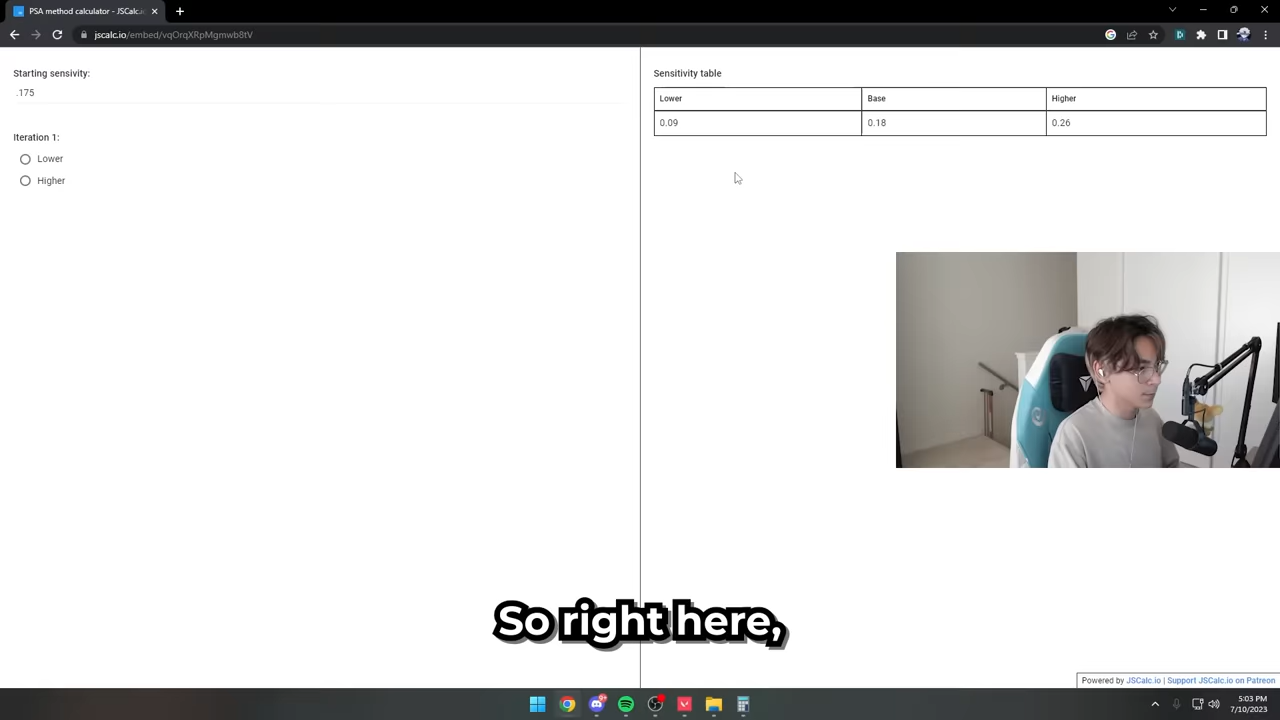 PSA method calculator - JSCalc.io
jscalc.io/embed/vqOrqXRpMgmwb8tV
Starting sensivity:
.175
Iteration 1:
Lower
Higher
Sensitivity table
Lower Base Higher
0.09 0.18 0.26
So right here,
Powered by JSCalc.io | Support JSCalc.io on Patreon
5:03 PM
7/10/2023